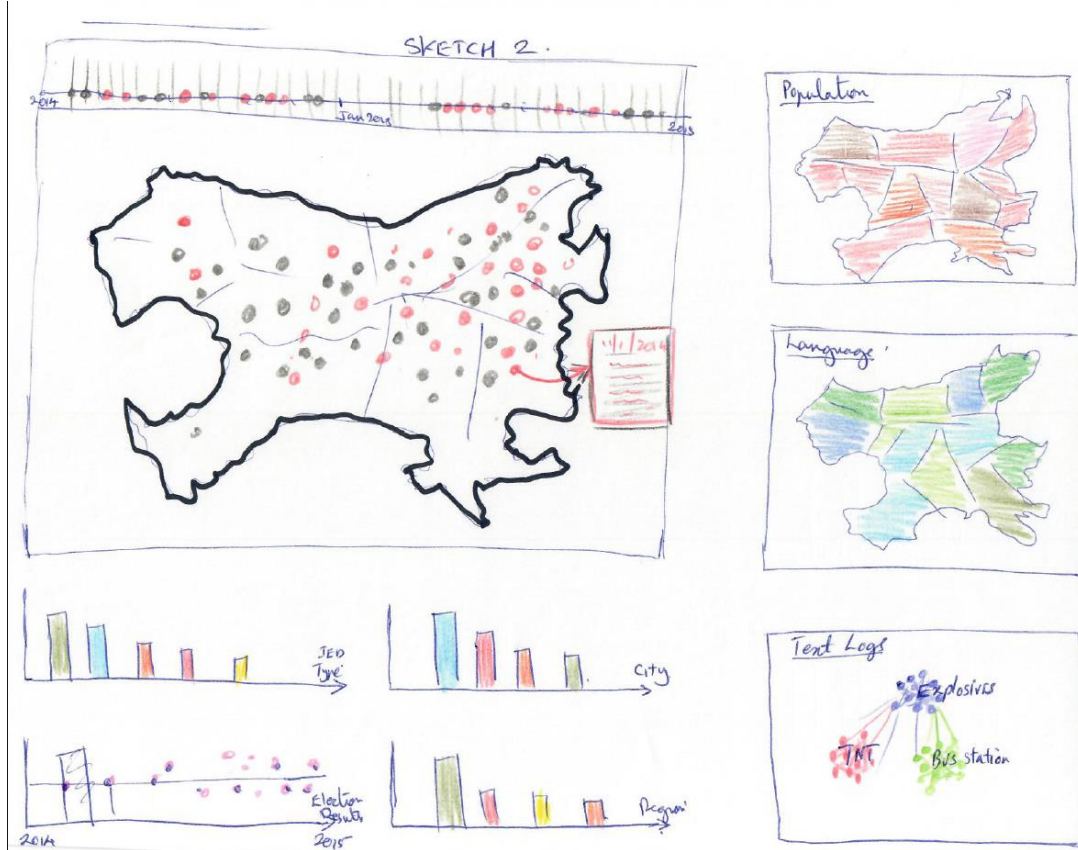 SKETCH 2.
2014
Jan 2015
2015
Population
Language
11/1/2014
IED
Type
City
Text Logs
Explosives
TNT
Bus station
Election
Results
2014
2015